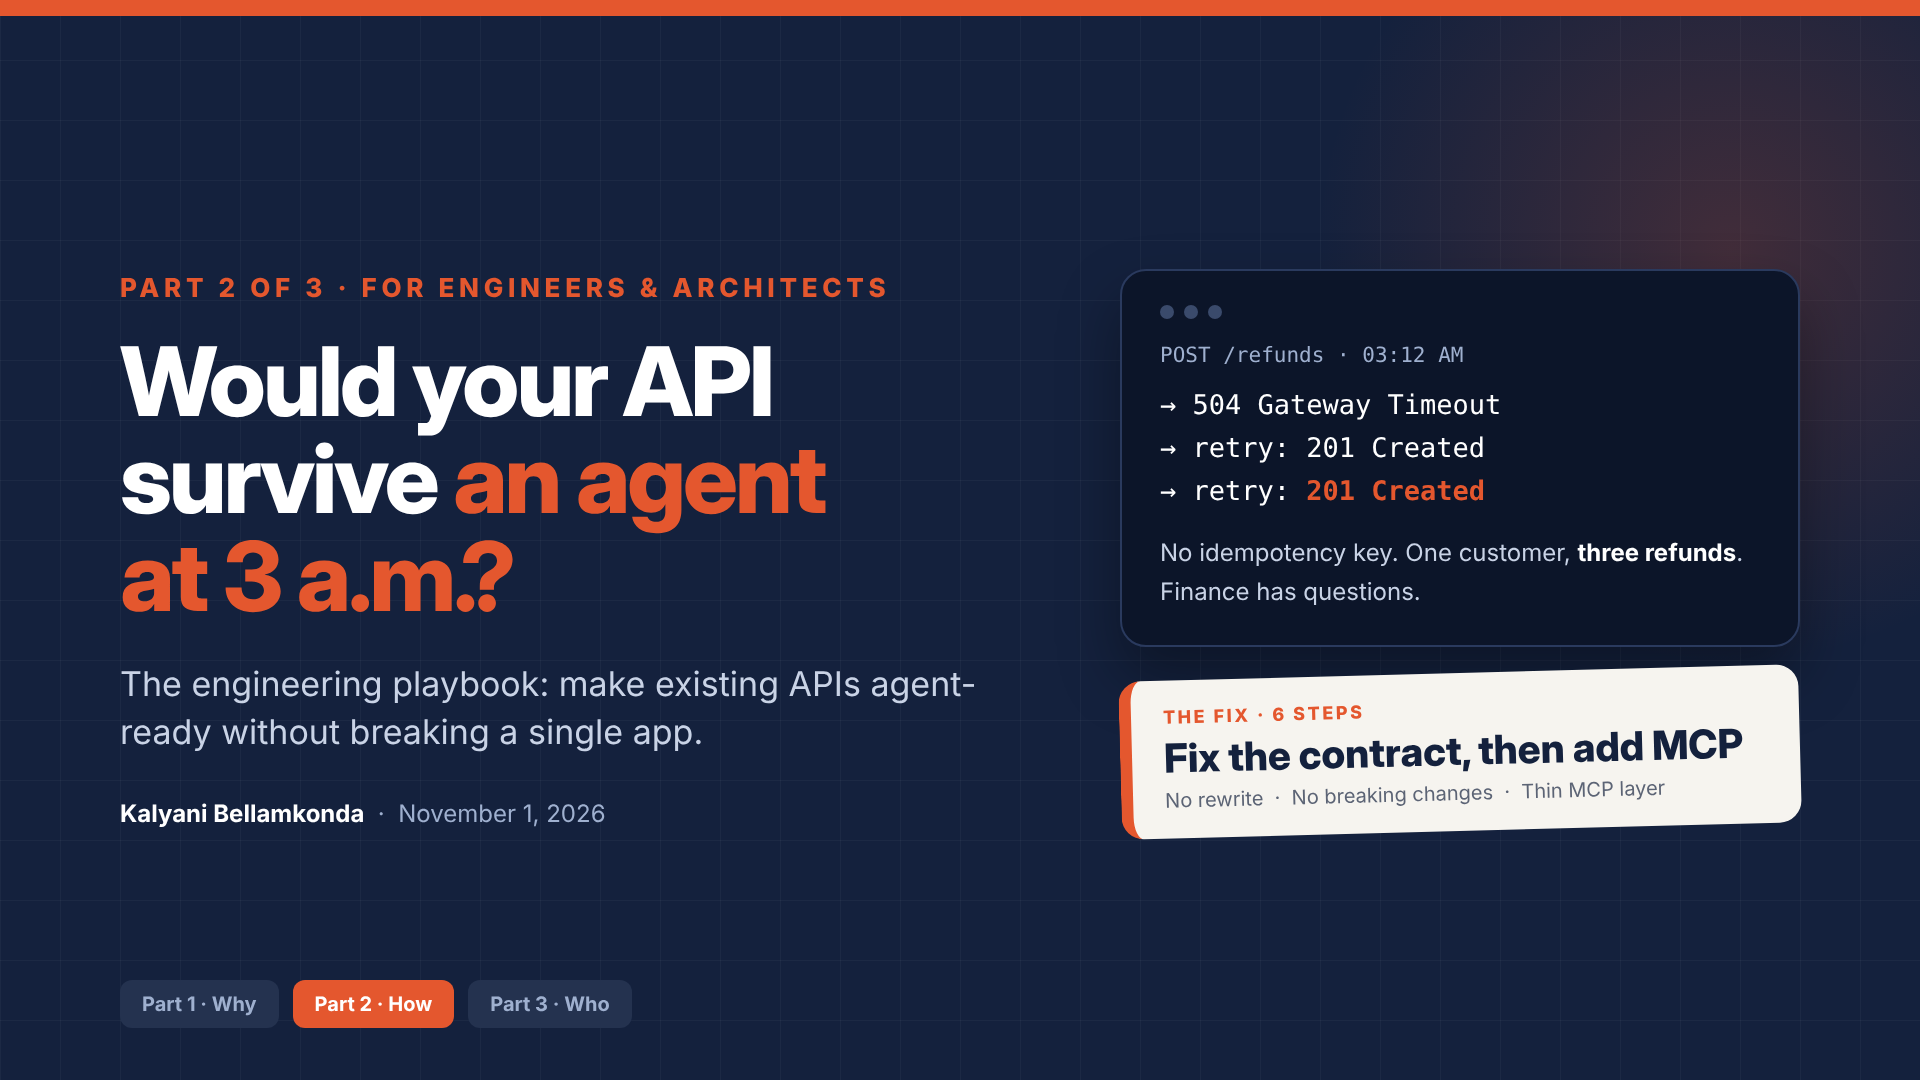 PART 2 OF 3 · FOR ENGINEERS & ARCHITECTS
Would your API
survive an agent
at 3 a.m.?
The engineering playbook: make existing APIs agent-
ready without breaking a single app.
Kalyani Bellamkonda · November 1, 2026
POST /refunds · 03:12 AM
→ 504 Gateway Timeout
→ retry: 201 Created
→ retry: 201 Created
No idempotency key. One customer, three refunds.
Finance has questions.
THE FIX · 6 STEPS
Fix the contract, then add MCP
No rewrite · No breaking changes · Thin MCP layer
Part 1 · Why
Part 2 · How
Part 3 · Who